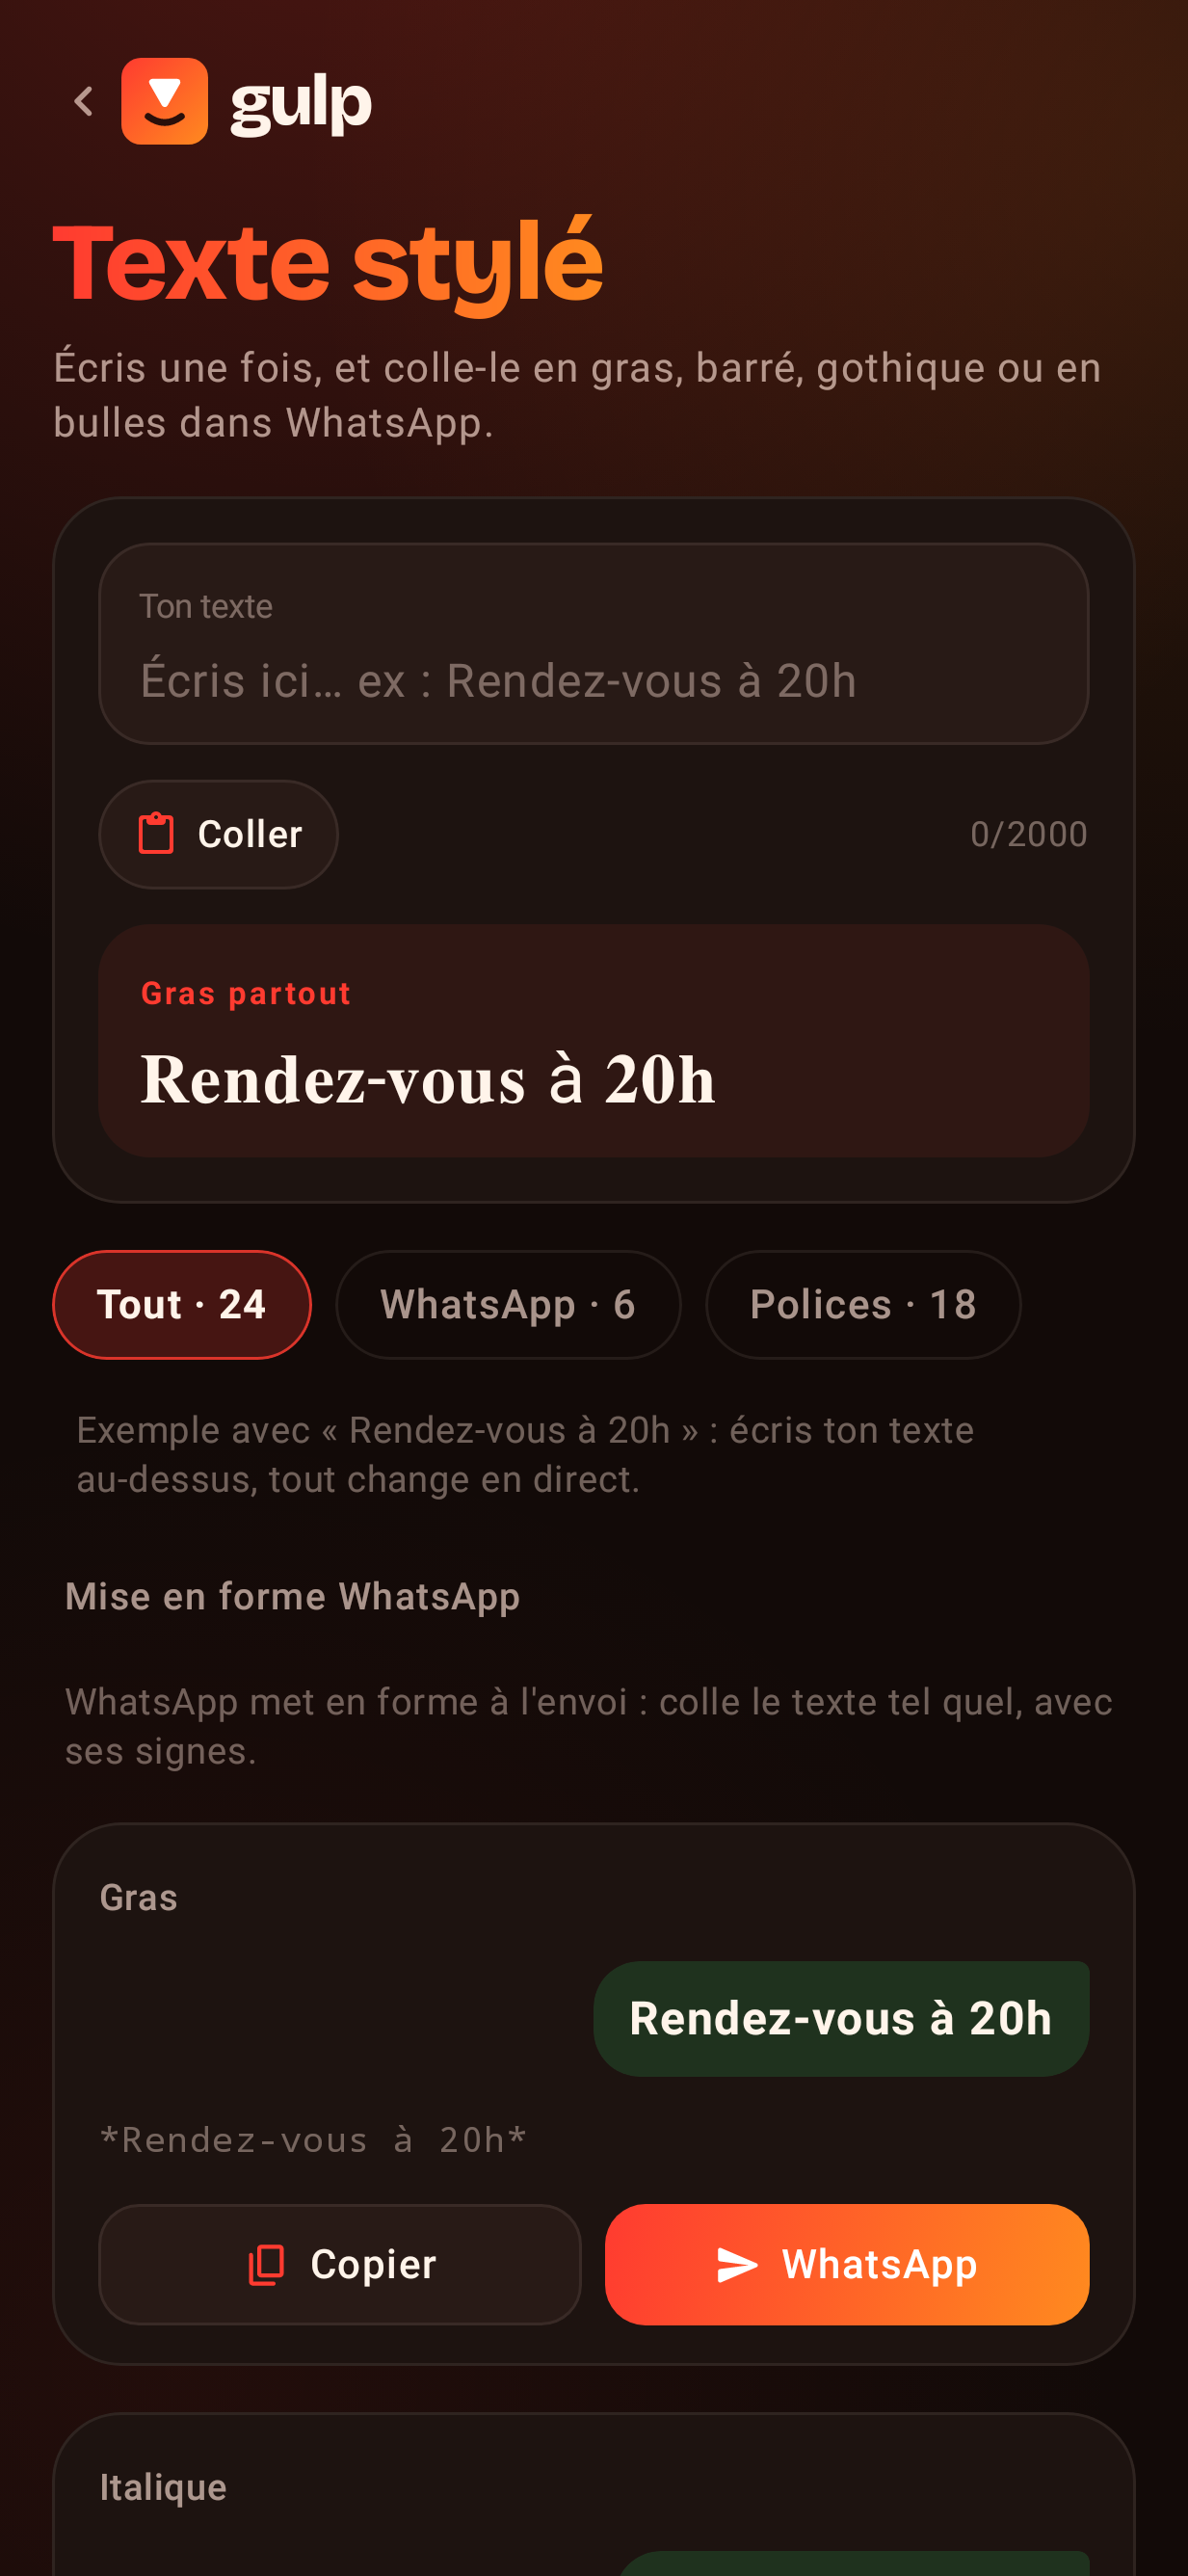 gulp
Texte stylé
Écris une fois, et colle-le en gras, barré, gothique ou en
bulles dans WhatsApp.
Ton texte
Écris ici… ex : Rendez-vous à 20h
Coller
0/2000
Gras partout
𝐑𝐞𝐧𝐝𝐞𝐳-𝐯𝐨𝐮𝐬 à 𝟐𝟎𝐡
Tout · 24
WhatsApp · 6
Polices · 18
Exemple avec « Rendez-vous à 20h » : écris ton texte
au-dessus, tout change en direct.
Mise en forme WhatsApp
WhatsApp met en forme à l'envoi : colle le texte tel quel, avec
ses signes.
Gras
Rendez-vous à 20h
*Rendez-vous à 20h*
Copier
WhatsApp
Italique